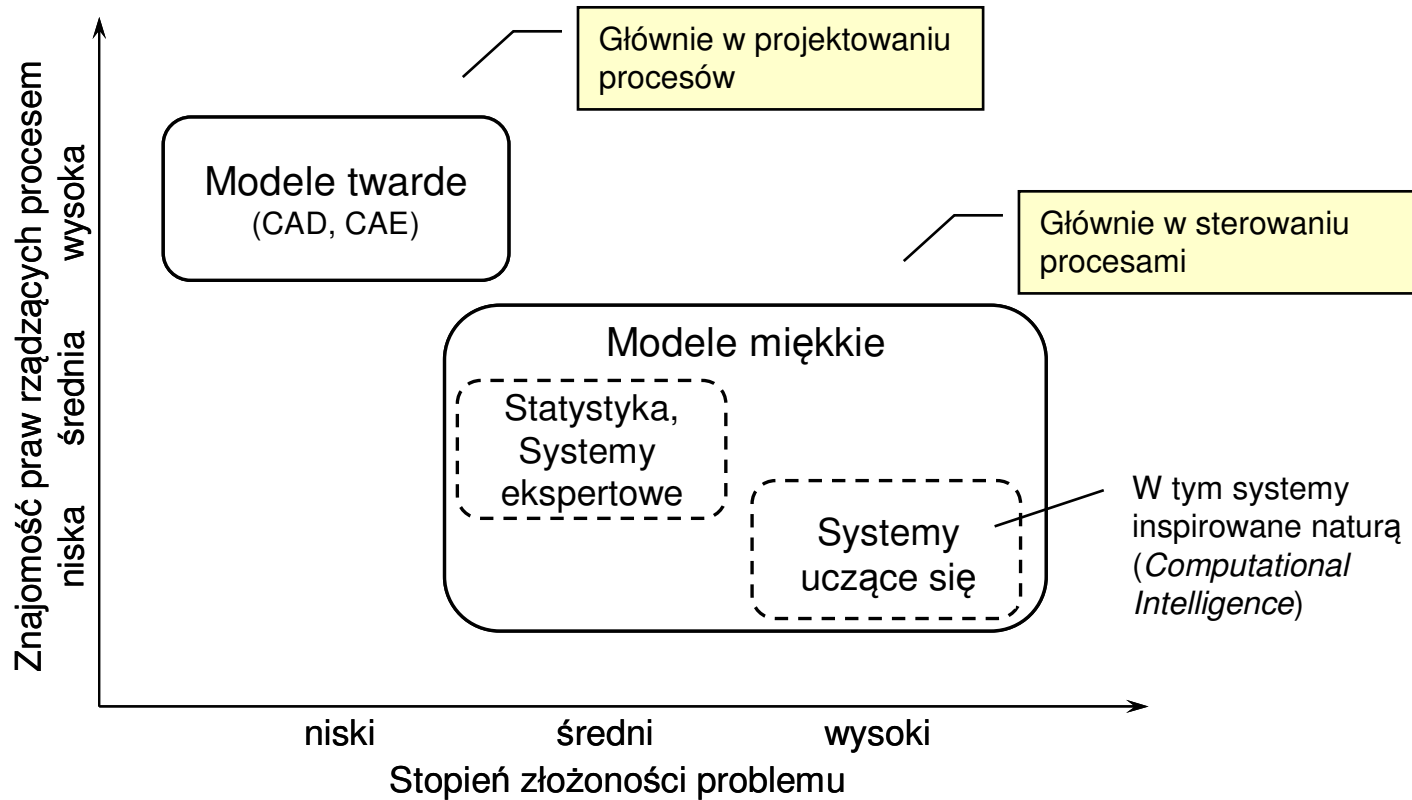 Głównie w projektowaniu
procesów
Modele twarde
(CAD, CAE)
Głównie w sterowaniu
procesami
Modele miękkie
Statystyka,
Systemy
ekspertowe
Systemy
uczące się
W tym systemy
inspirowane naturą
(Computational
Intelligence)
Znajomość praw rządzących procesem
niska średnia wysoka
niski średni wysoki
Stopień złożoności problemu